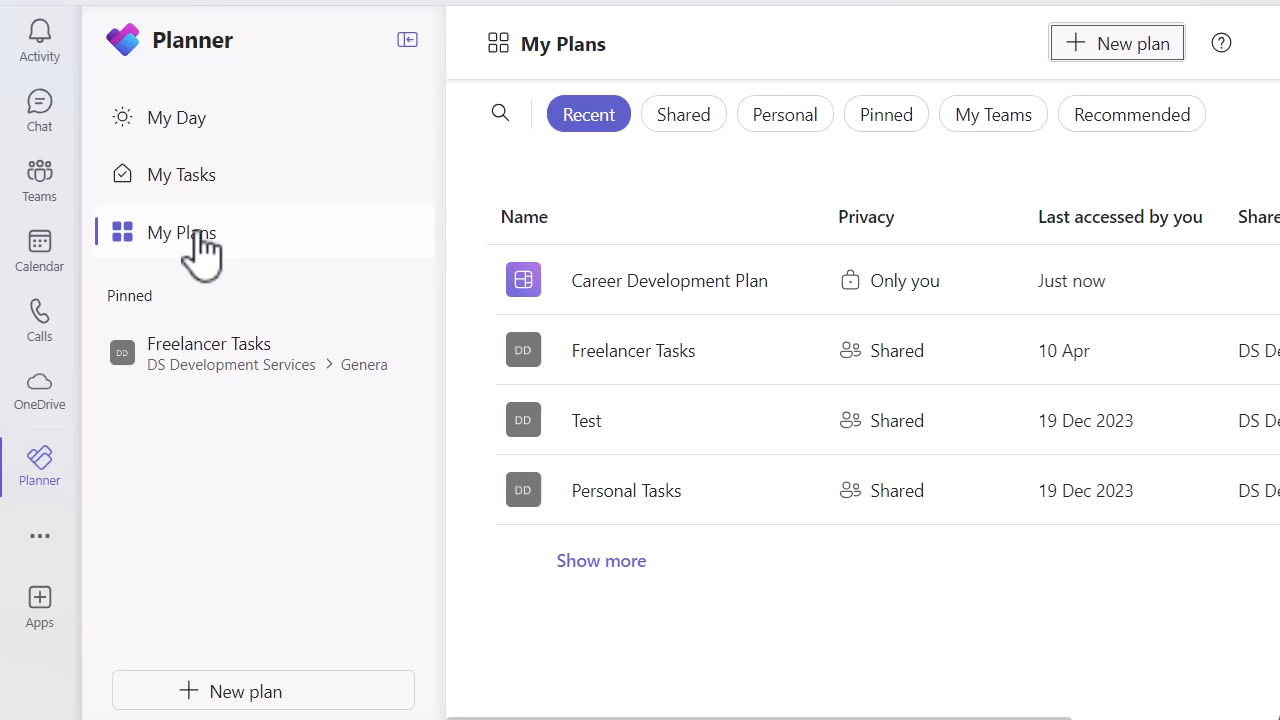 Activity
Chat
Teams
Calendar
Calls
OneDrive
Planner
Apps
Planner
My Day
My Tasks
My Plans
Pinned
DD
Freelancer Tasks
DS Development Services > Genera
+ New plan
My Plans
+ New plan
Recent
Shared
Personal
Pinned
My Teams
Recommended
Name Privacy Last accessed by you Share
Career Development Plan Only you Just now
DD Freelancer Tasks Shared 10 Apr DS De
DD Test Shared 19 Dec 2023 DS De
DD Personal Tasks Shared 19 Dec 2023 DS De
Show more